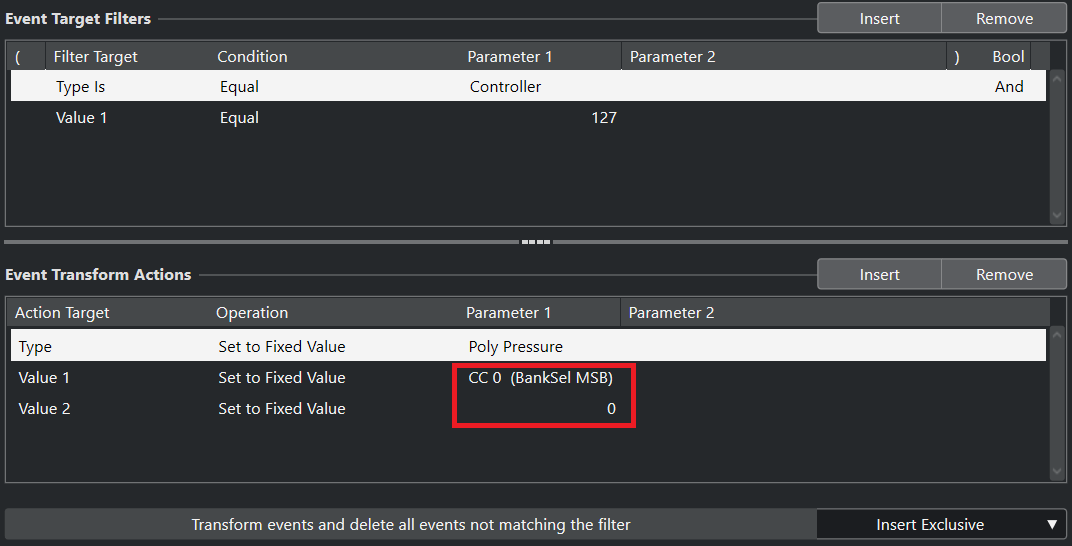 Event Target Filters Insert Remove
( Filter Target Condition Parameter 1 Parameter 2 ) Bool
Type Is Equal Controller And
Value 1 Equal 127
Event Transform Actions Insert Remove
Action Target Operation Parameter 1 Parameter 2
Type Set to Fixed Value Poly Pressure
Value 1 Set to Fixed Value CC 0 (BankSel MSB)
Value 2 Set to Fixed Value 0
Transform events and delete all events not matching the filter Insert Exclusive